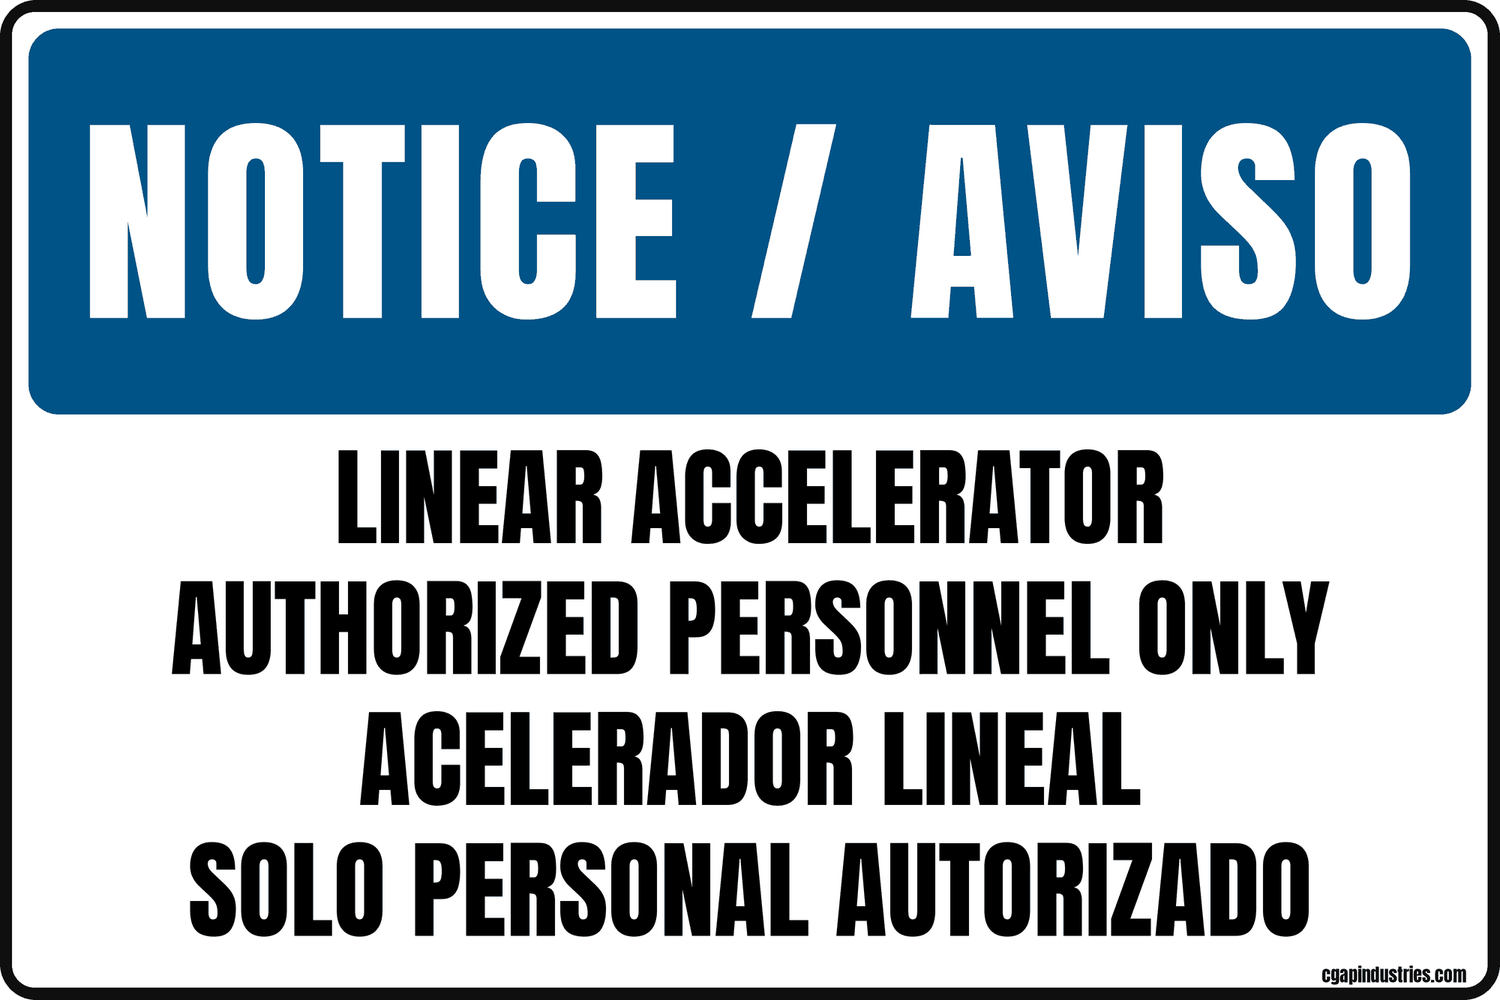 NOTICE / AVISO
LINEAR ACCELERATOR
AUTHORIZED PERSONNEL ONLY
ACELERADOR LINEAL
SOLO PERSONAL AUTORIZADO
cgapindustries.com